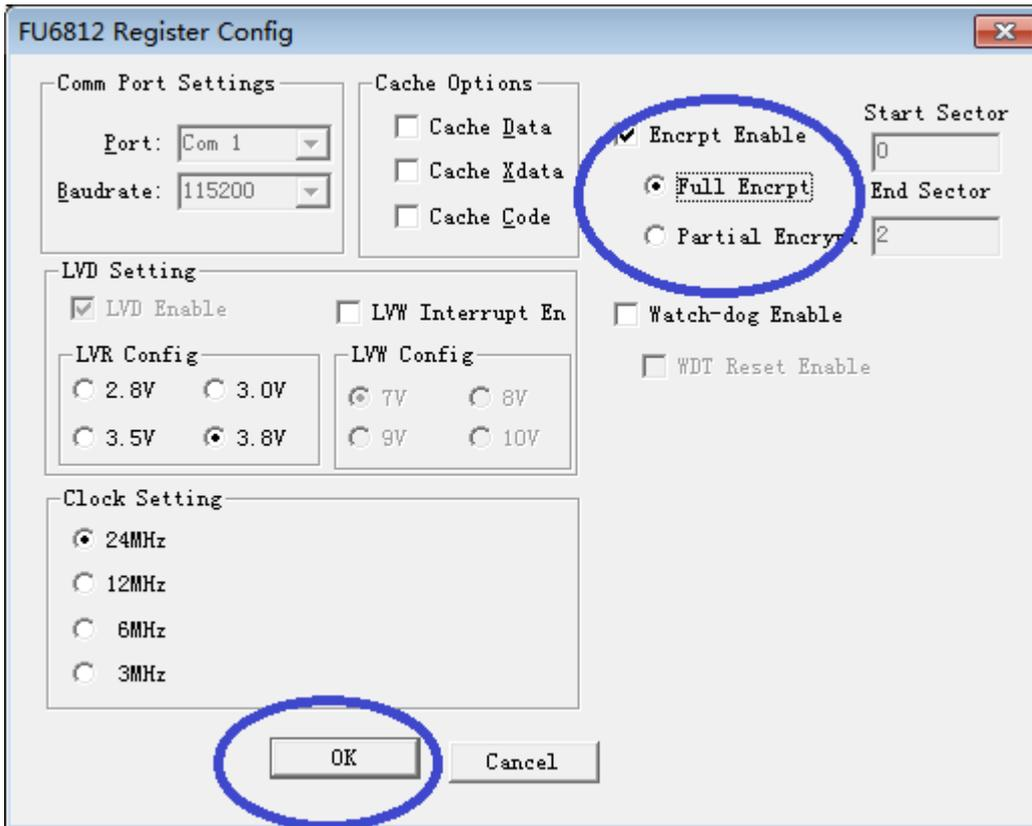 FU6812 Register Config
Comm Port Settings
Port: Com 1
Baudrate: 115200
Cache Options
Cache Data
Cache Xdata
Cache Code
Encrpt Enable
Full Encrpt
Partial Encrypt
Start Sector
0
End Sector
2
LVD Setting
LVD Enable
LVW Interrupt En
LVR Config
2.8V 3.0V
3.5V 3.8V
LVW Config
7V 8V
9V 10V
Watch-dog Enable
WDT Reset Enable
Clock Setting
24MHz
12MHz
6MHz
3MHz
OK
Cancel